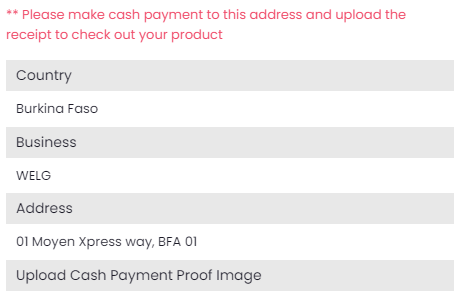 ** Please make cash payment to this address and upload the
receipt to check out your product
Country
Burkina Faso
Business
WELG
Address
01 Moyen Xpress way, BFA 01
Upload Cash Payment Proof Image